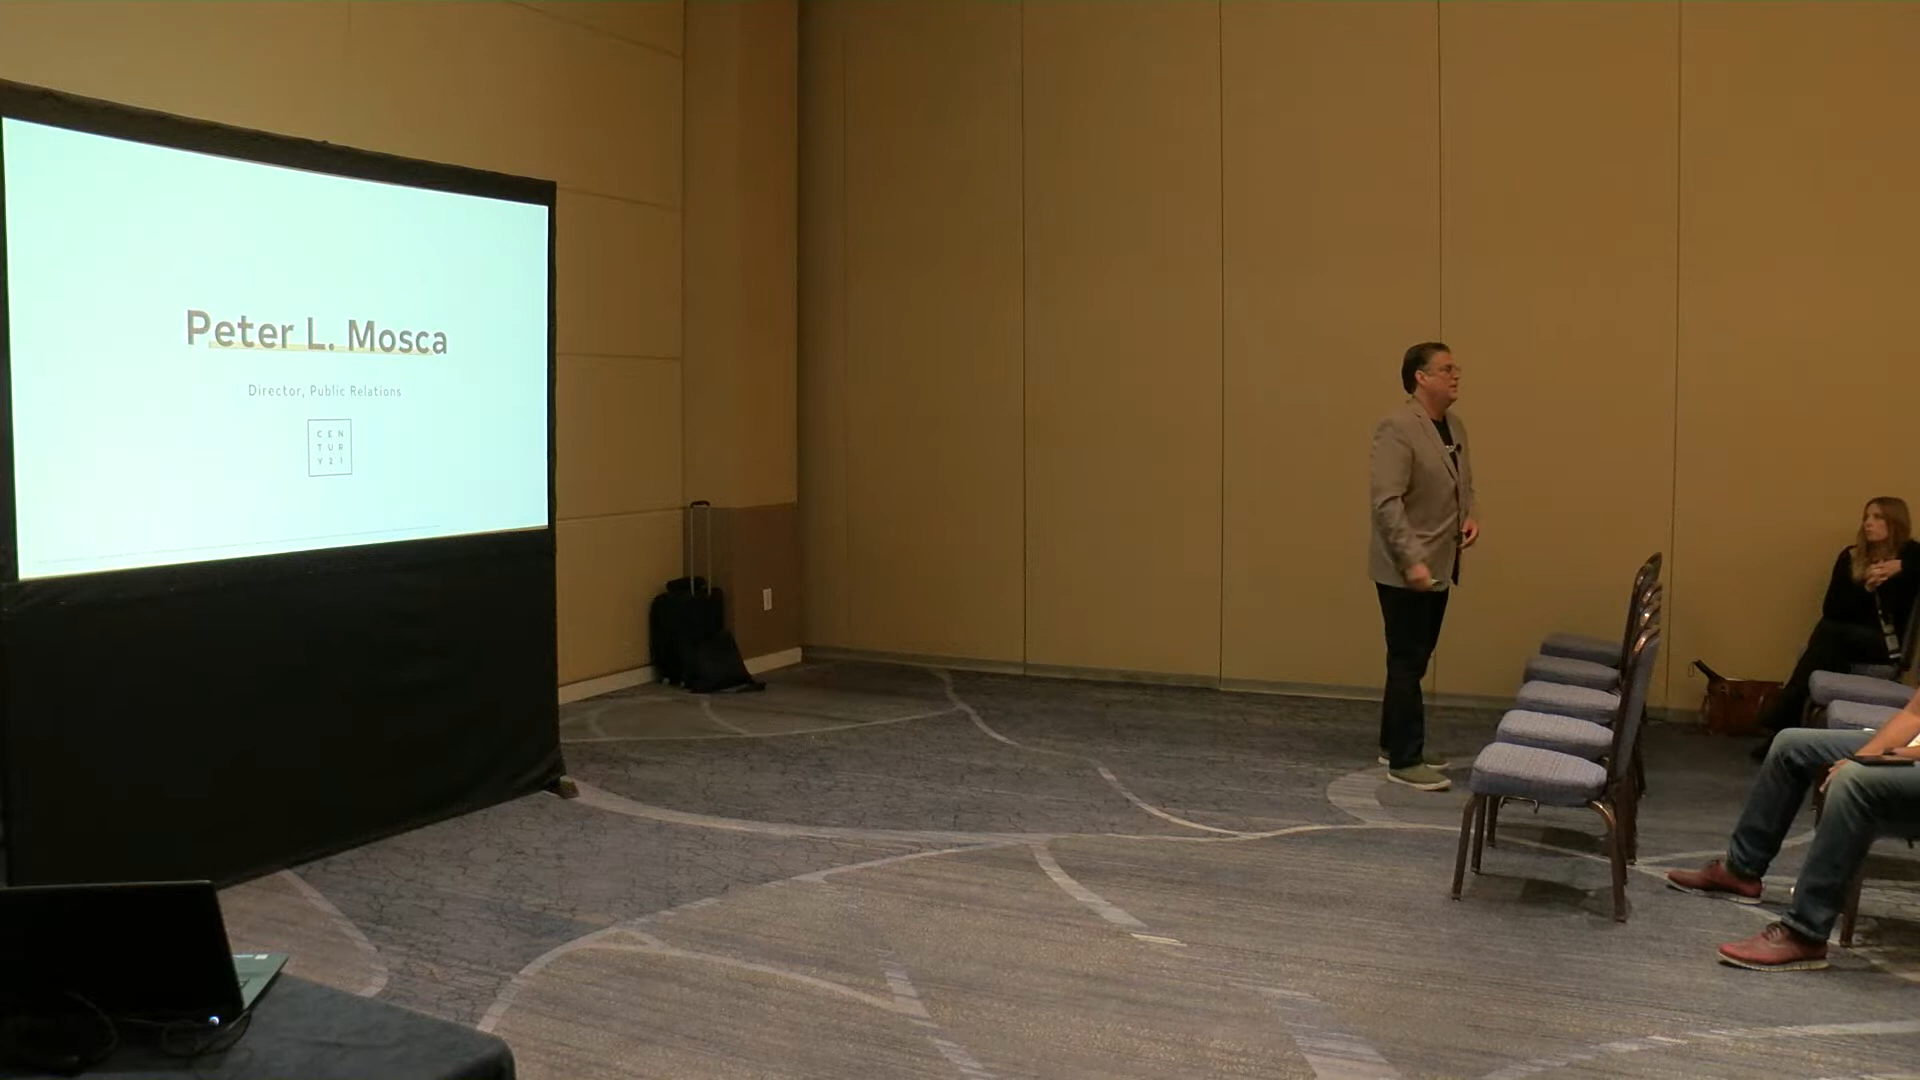 Peter L. Mosca
Director, Public Relations
CEN
TUR
Y21